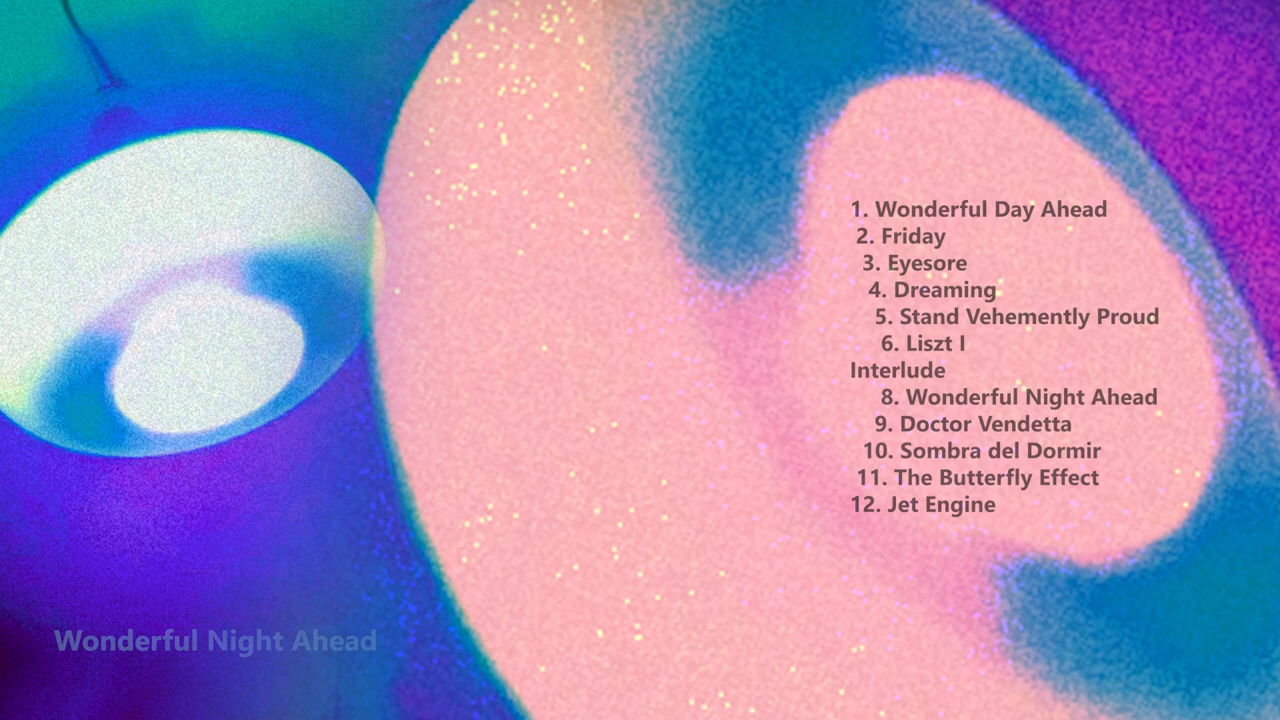 1. Wonderful Day Ahead
2. Friday
3. Eyesore
4. Dreaming
5. Stand Vehemently Proud
6. Liszt I
Interlude
8. Wonderful Night Ahead
9. Doctor Vendetta
10. Sombra del Dormir
11. The Butterfly Effect
12. Jet Engine
Wonderful Night Ahead